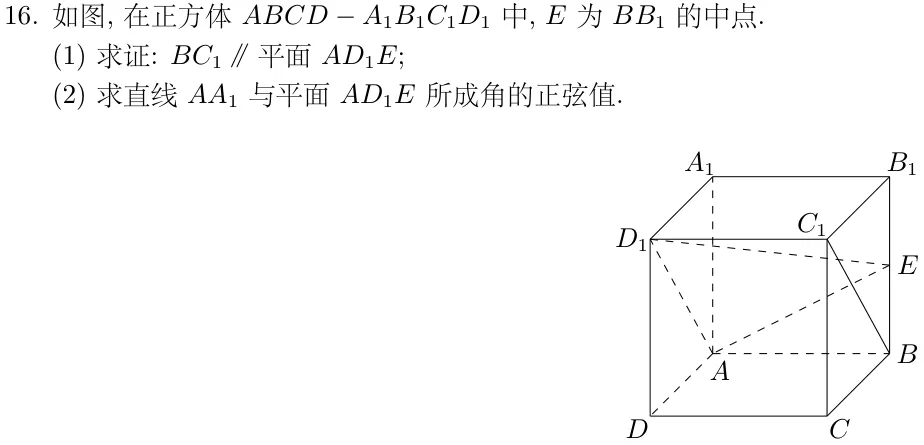 16. 如图, 在正方体 ABCD − A₁B₁C₁D₁ 中, E 为 BB₁ 的中点.
(1) 求证: BC₁ ∥ 平面 AD₁E;
(2) 求直线 AA₁ 与平面 AD₁E 所成角的正弦值.
A₁
B₁
C₁
D₁
E
B
A
D
C